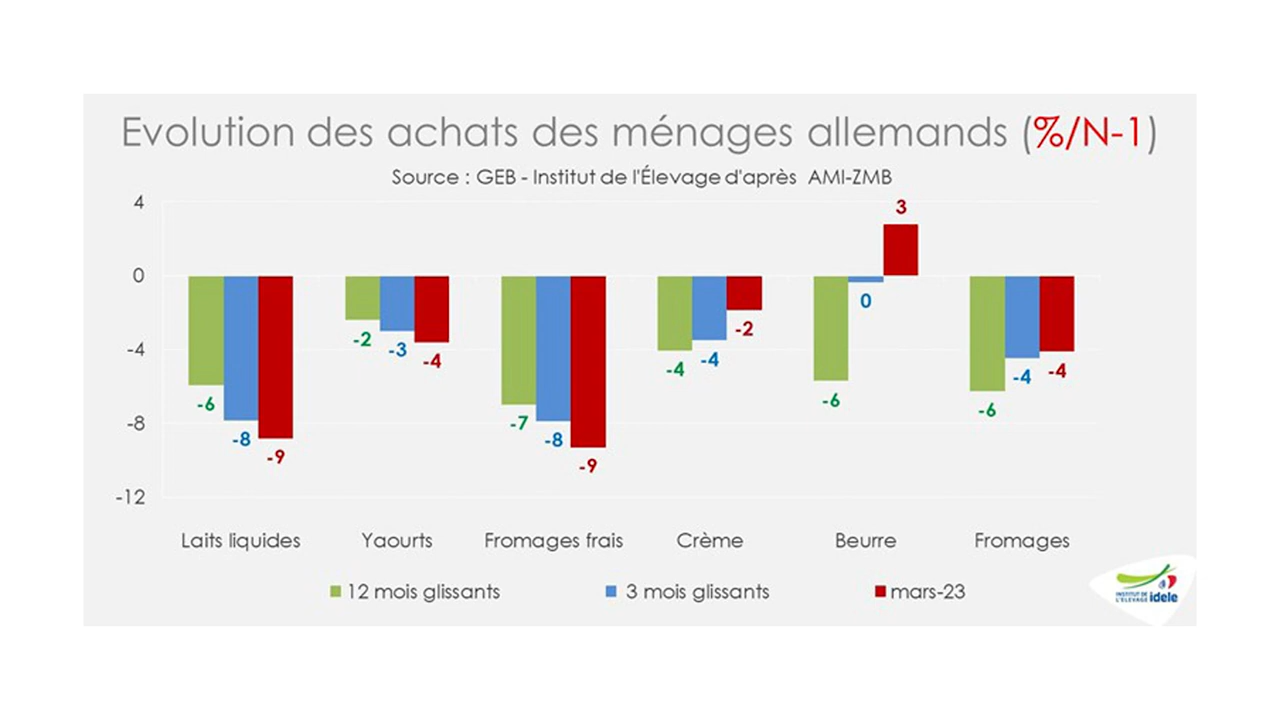 Evolution des achats des ménages allemands (%/N-1)
Source : GEB - Institut de l'Élevage d'après AMI-ZMB
4
0
-4
-8
-12
-6
-8
-9
-2
-3
-4
-7
-8
-9
-4
-4
-2
-6
0
3
-6
-4
-4
Laits liquides
Yaourts
Fromages frais
Crème
Beurre
Fromages
12 mois glissants
3 mois glissants
mars-23
INSTITUT DE
L'ÉLEVAGE idele